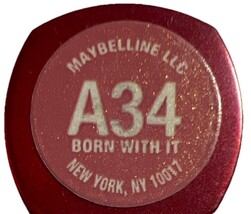 MAYBELLINE LLC
A34
BORN WITH IT
NEW YORK, NY 10017